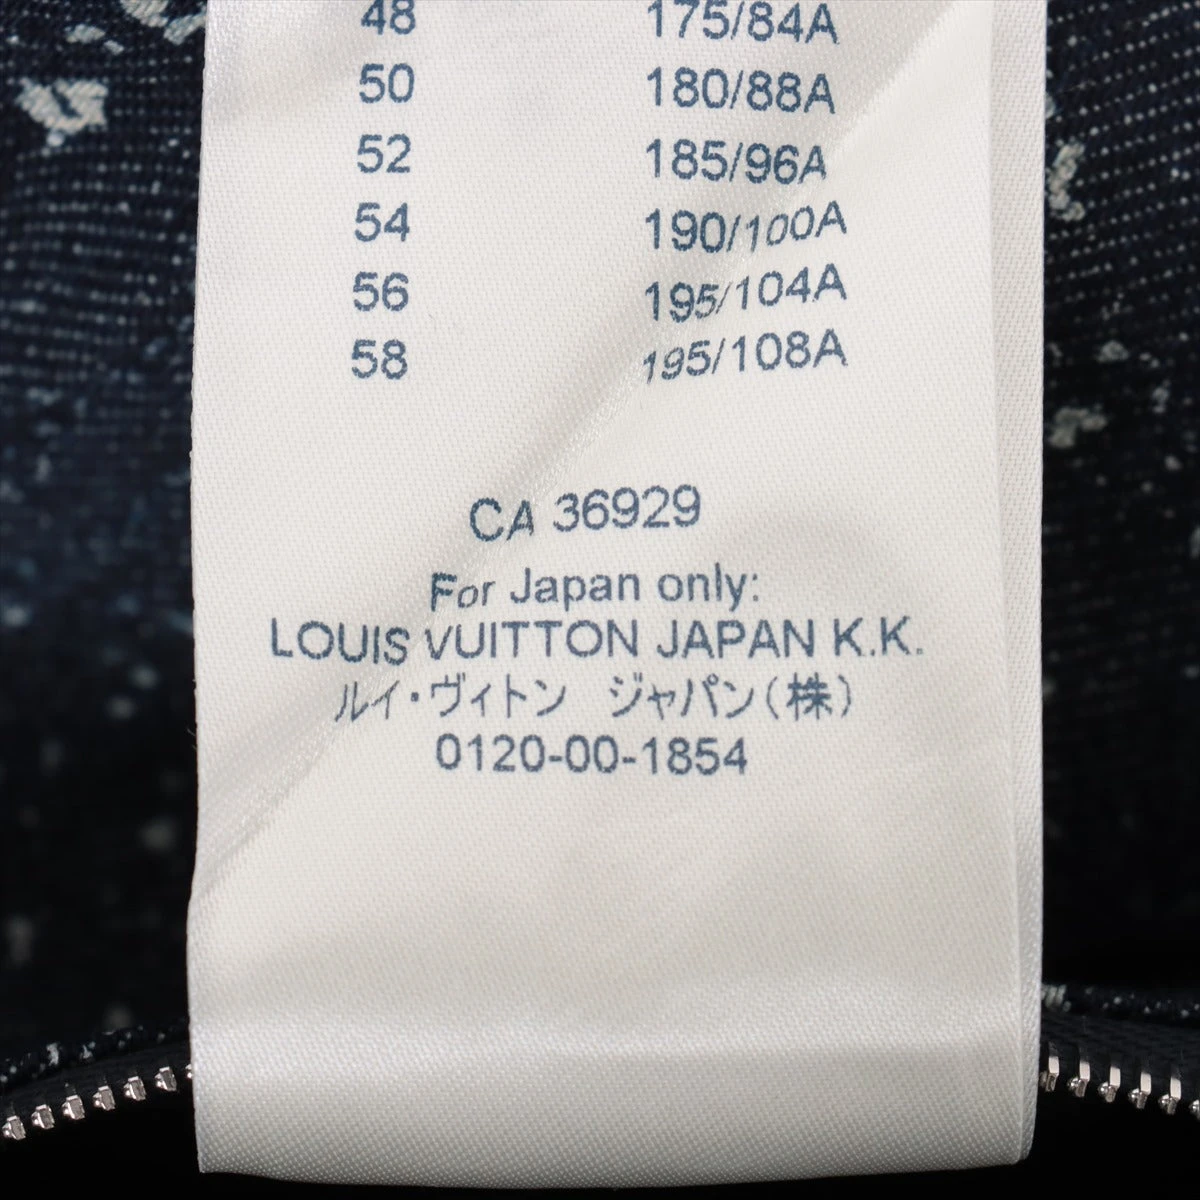 48 175/84A
50 180/88A
52 185/96A
54 190/100A
56 195/104A
58 195/108A
CA 36929
For Japan only:
LOUIS VUITTON JAPAN K.K.
ルイ・ヴィトン ジャパン(株)
0120-00-1854